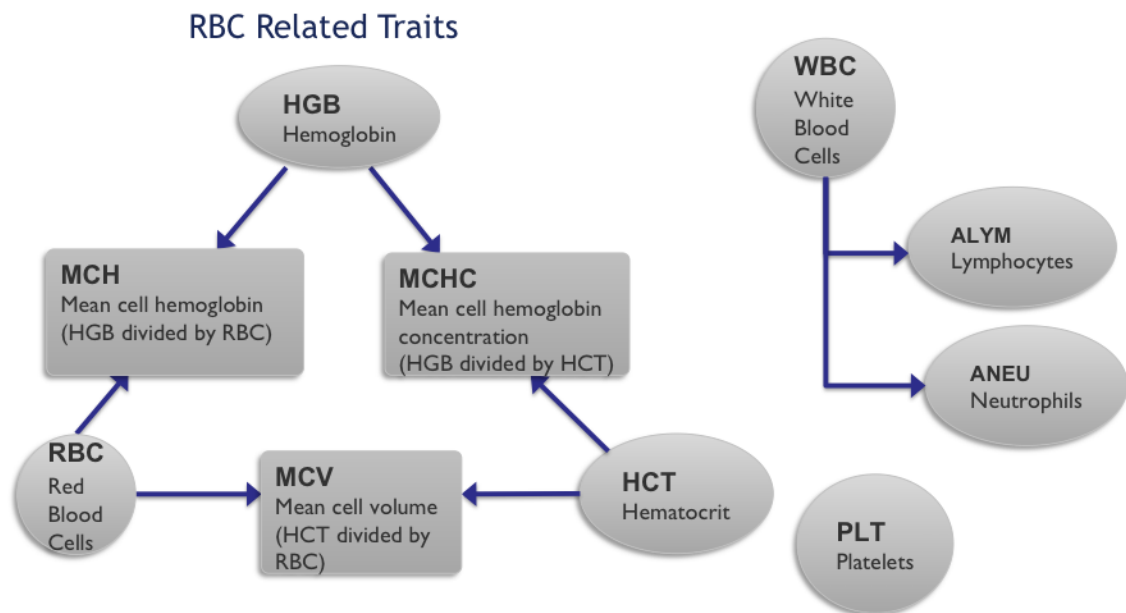 RBC Related Traits
HGB
Hemoglobin
MCH
Mean cell hemoglobin
(HGB divided by RBC)
MCHC
Mean cell hemoglobin
concentration
(HGB divided by HCT)
RBC
Red
Blood
Cells
MCV
Mean cell volume
(HCT divided by
RBC)
HCT
Hematocrit
WBC
White
Blood
Cells
ALYM
Lymphocytes
ANEU
Neutrophils
PLT
Platelets